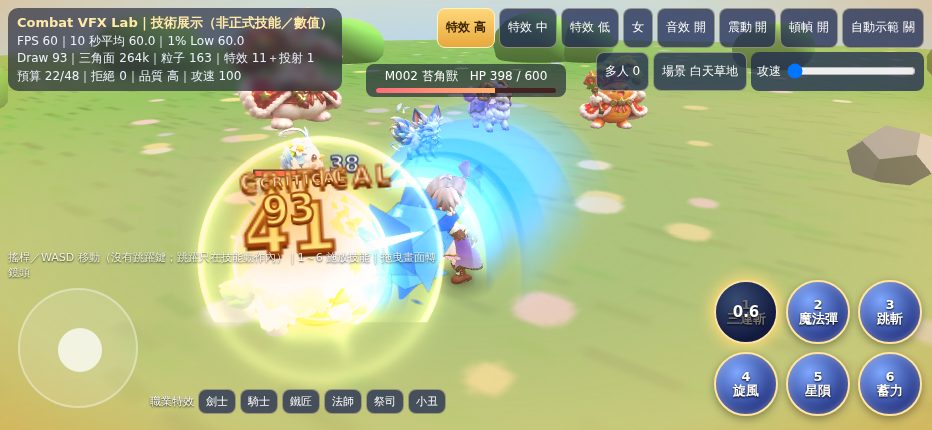 Combat VFX Lab｜技術展示（非正式技能／數值）
FPS 60｜10 秒平均 60.0｜1% Low 60.0
Draw 93｜三角面 264k｜粒子 163｜特效 11＋投射 1
預算 22/48｜拒絕 0｜品質 高｜攻速 100
特效 高
特效 中
特效 低
女
音效 開
震動 開
頓幀 開
自動示範 關
M002 苔角獸 HP 398 / 600
多人 0
場景 白天草地
攻速
38
CRITICAL
CRITICAL
93
41
搖桿／WASD 移動（沒有跳躍鍵；跳躍只在技能動作內）｜1～6 施放技能｜拖曳畫面轉
鏡頭
1
三連斬
0.6
2
魔法彈
3
跳斬
4
旋風
5
星隕
6
蓄力
職業特效
劍士
騎士
鐵匠
法師
祭司
小丑